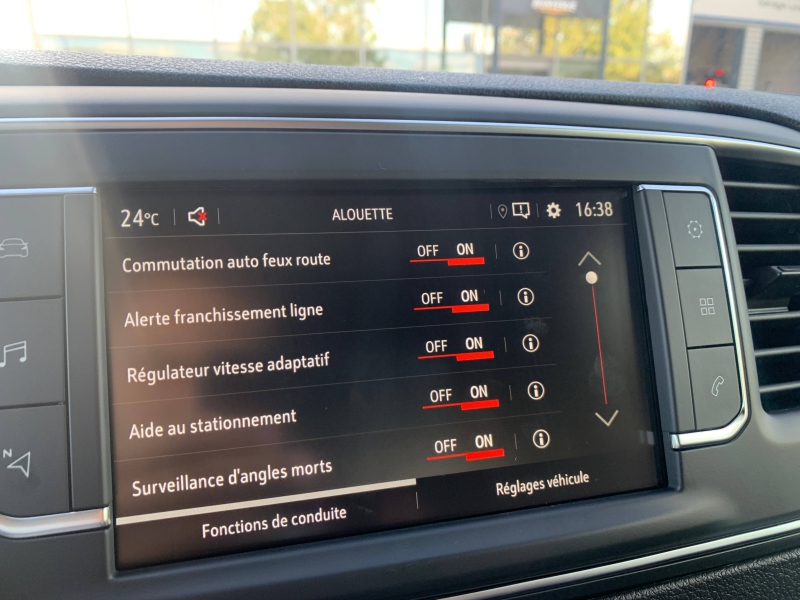 24°C ALOUETTE 16:38
Commutation auto feux route OFF ON
Alerte franchissement ligne OFF ON
Régulateur vitesse adaptatif OFF ON
Aide au stationnement OFF ON
Surveillance d'angles morts OFF ON
Fonctions de conduite Réglages véhicule
N